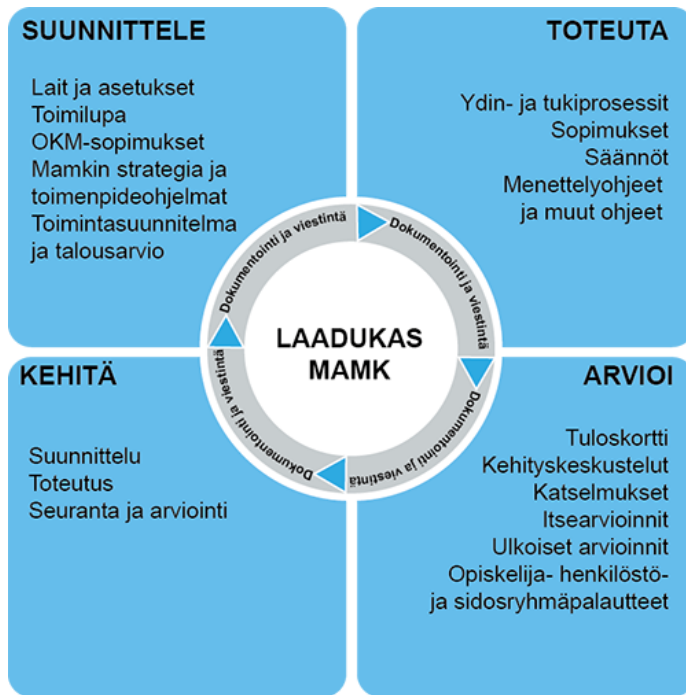 SUUNNITTELE
Lait ja asetukset
Toimilupa
OKM-sopimukset
Mamkin strategia ja
toimenpideohjelmat
Toimintasuunnitelma
ja talousarvio
TOTEUTA
Ydin- ja tukiprosessit
Sopimukset
Säännöt
Menettelyohjeet
ja muut ohjeet
Dokumentointi ja viestintä
Dokumentointi ja viestintä
LAADUKAS
MAMK
Dokumentointi ja viestintä
Dokumentointi ja viestintä
KEHITÄ
Suunnittelu
Toteutus
Seuranta ja arviointi
ARVIOI
Tuloskortti
Kehityskeskustelut
Katselmukset
Itsearvioinnit
Ulkoiset arvioinnit
Opiskelija- henkilöstö-
ja sidosryhmäpalautteet